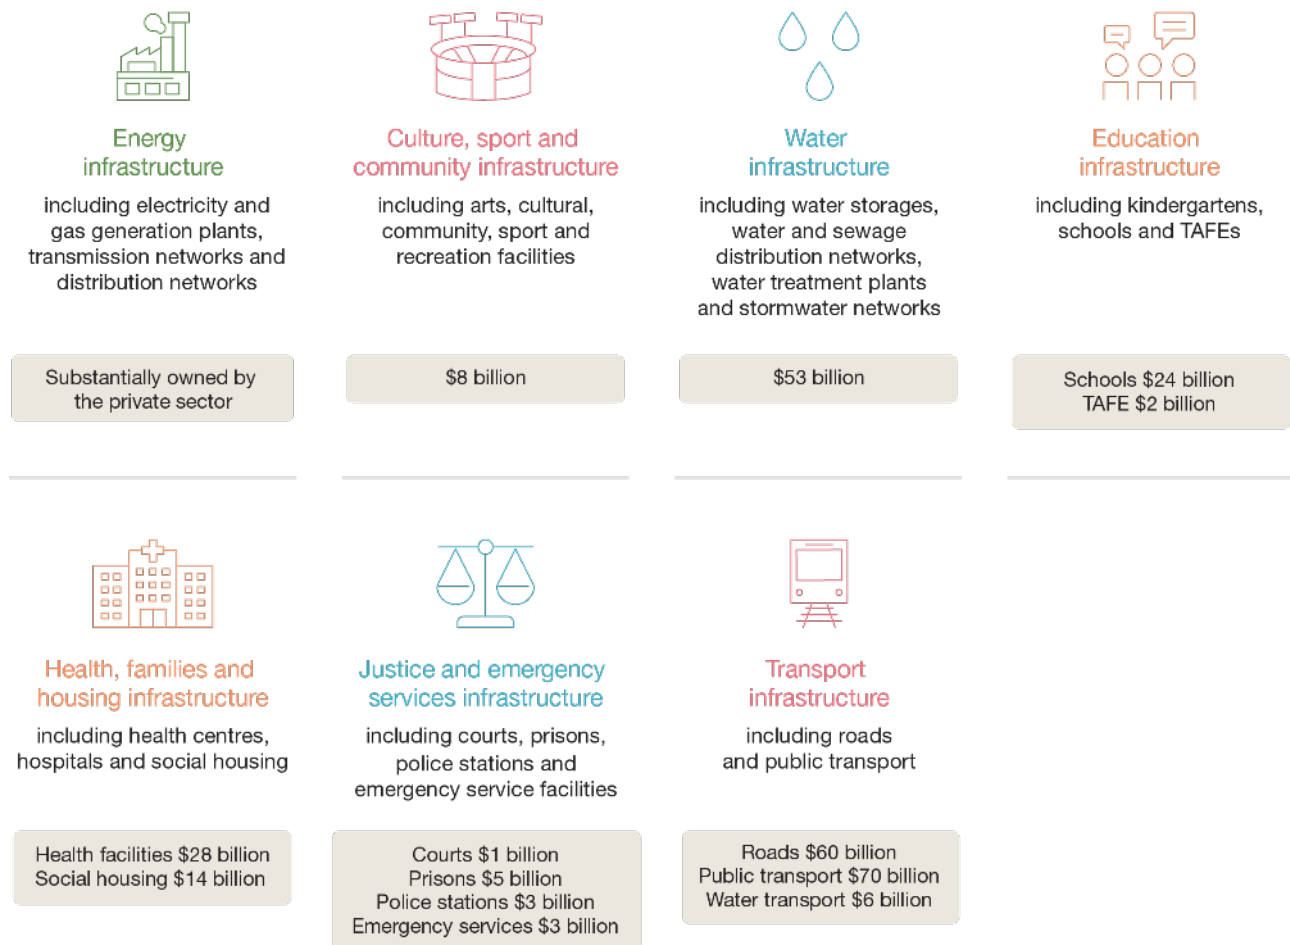 Energy
infrastructure
including electricity and
gas generation plants,
transmission networks and
distribution networks
Substantially owned by
the private sector
Culture, sport and
community infrastructure
including arts, cultural,
community, sport and
recreation facilities
$8 billion
Water
infrastructure
including water storages,
water and sewage
distribution networks,
water treatment plants
and stormwater networks
$53 billion
Education
infrastructure
including kindergartens,
schools and TAFEs
Schools $24 billion
TAFE $2 billion
Health, families and
housing infrastructure
including health centres,
hospitals and social housing
Health facilities $28 billion
Social housing $14 billion
Justice and emergency
services infrastructure
including courts, prisons,
police stations and
emergency service facilities
Courts $1 billion
Prisons $5 billion
Police stations $3 billion
Emergency services $3 billion
Transport
infrastructure
including roads
and public transport
Roads $60 billion
Public transport $70 billion
Water transport $6 billion